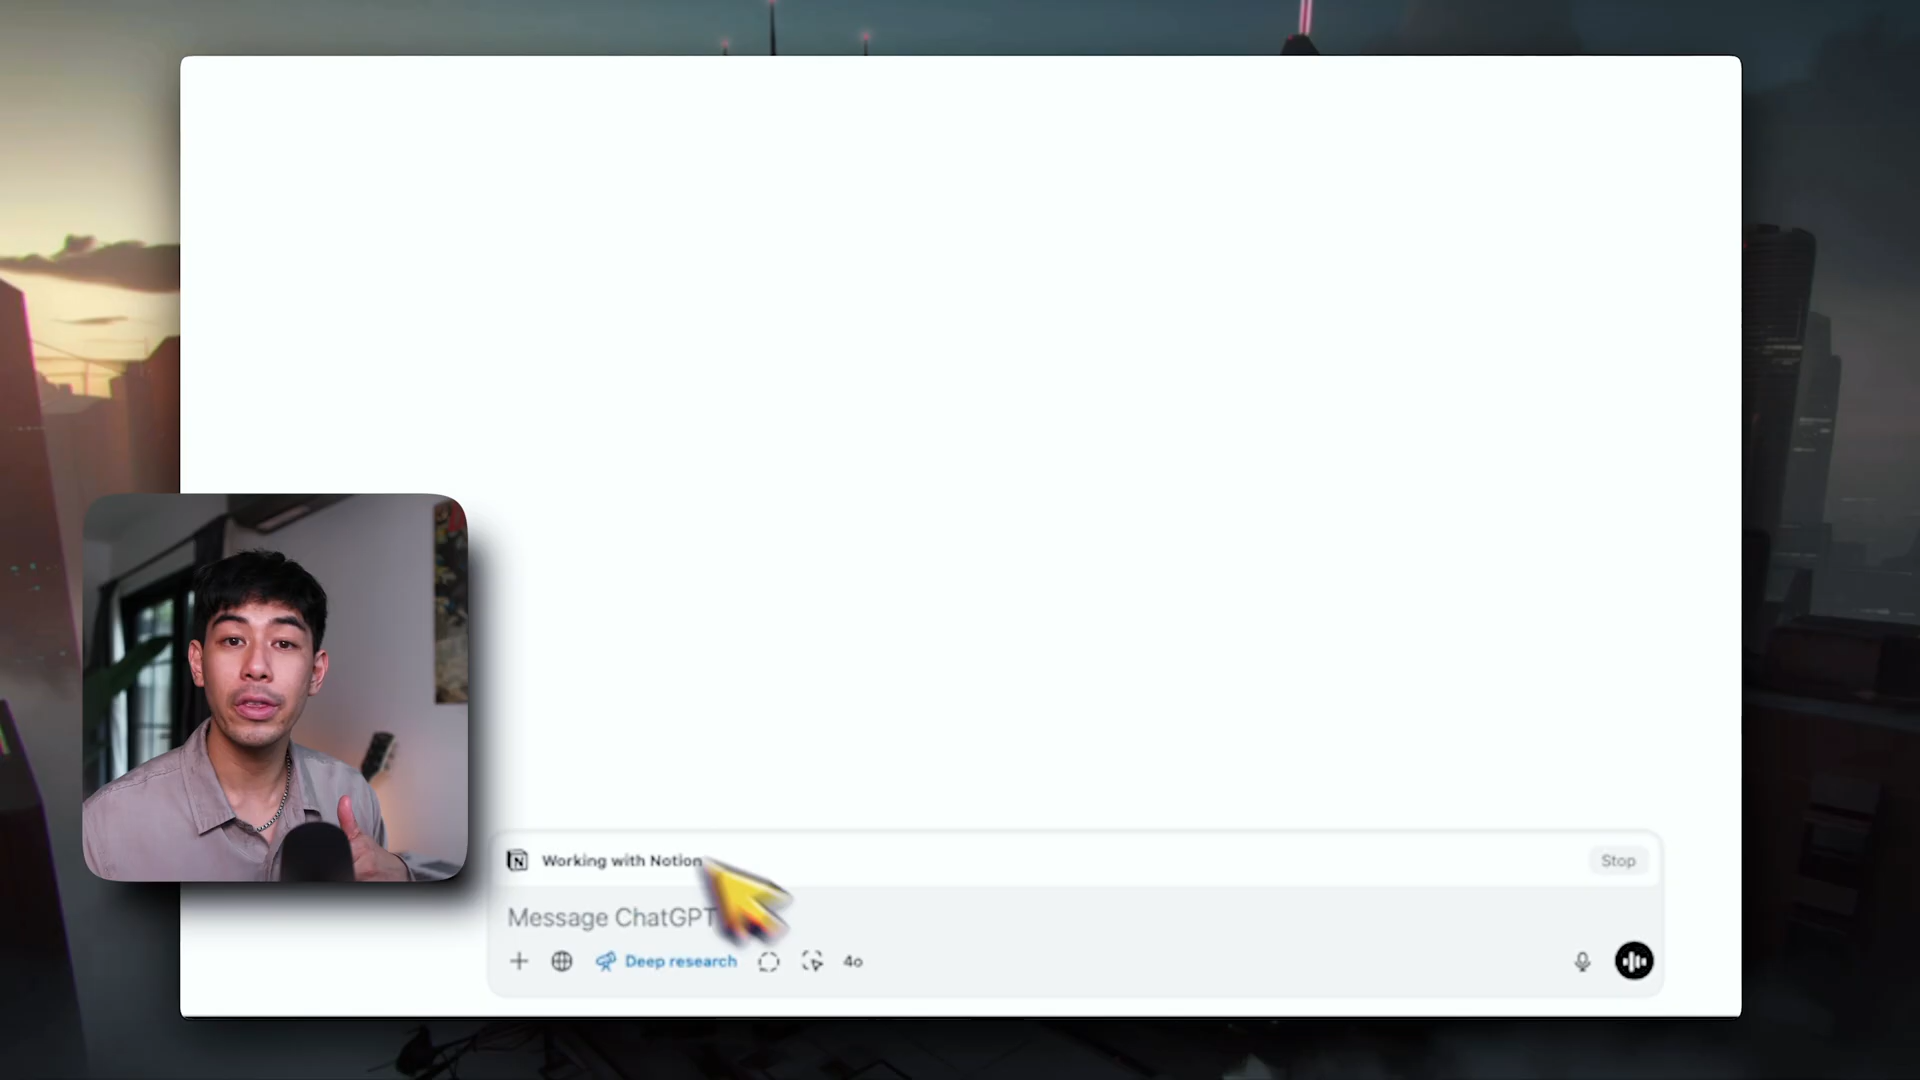 Working with Notion
Stop
Message ChatGPT
Deep research
4o